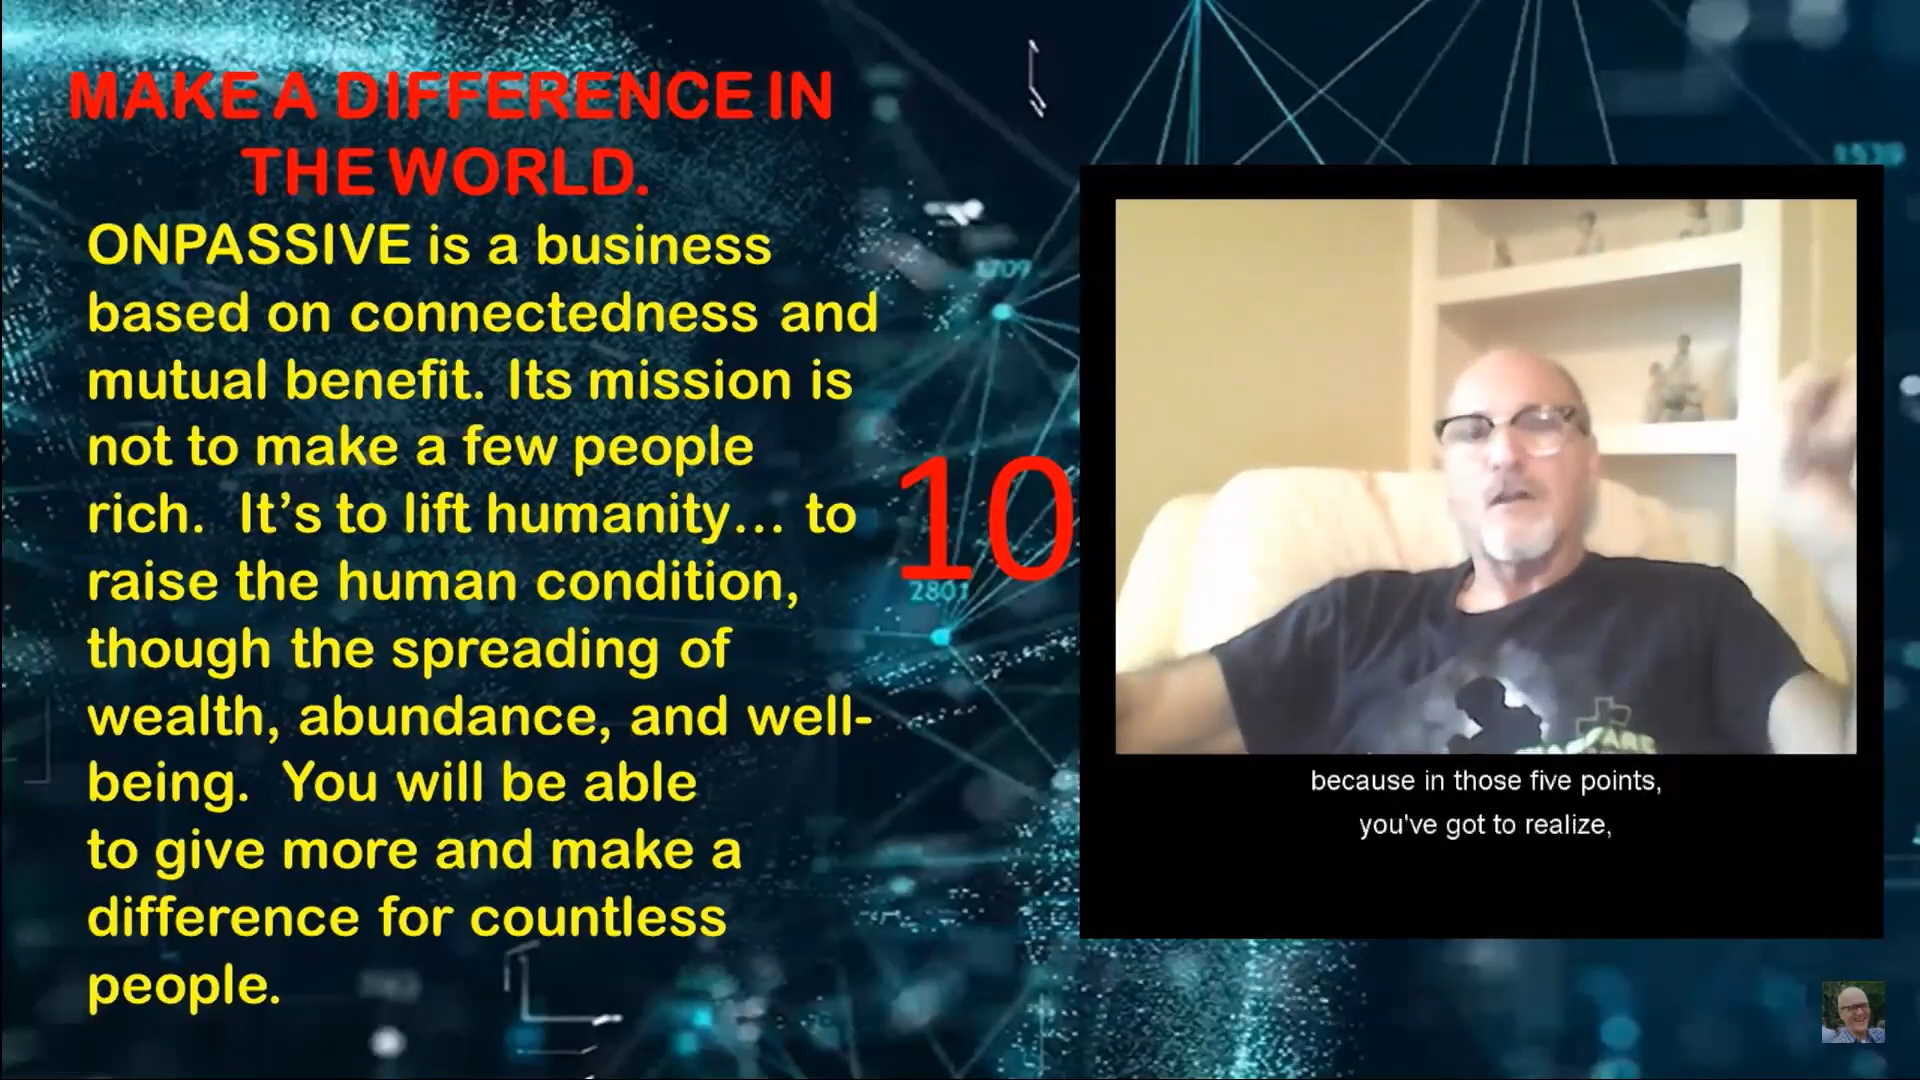 MAKE A DIFFERENCE IN
THE WORLD.
ONPASSIVE is a business
based on connectedness and
mutual benefit. Its mission is
not to make a few people
rich. It’s to lift humanity… to
raise the human condition,
though the spreading of
wealth, abundance, and well-
being. You will be able
to give more and make a
difference for countless
people.
10
1709
2801
1539
because in those five points,
you've got to realize,